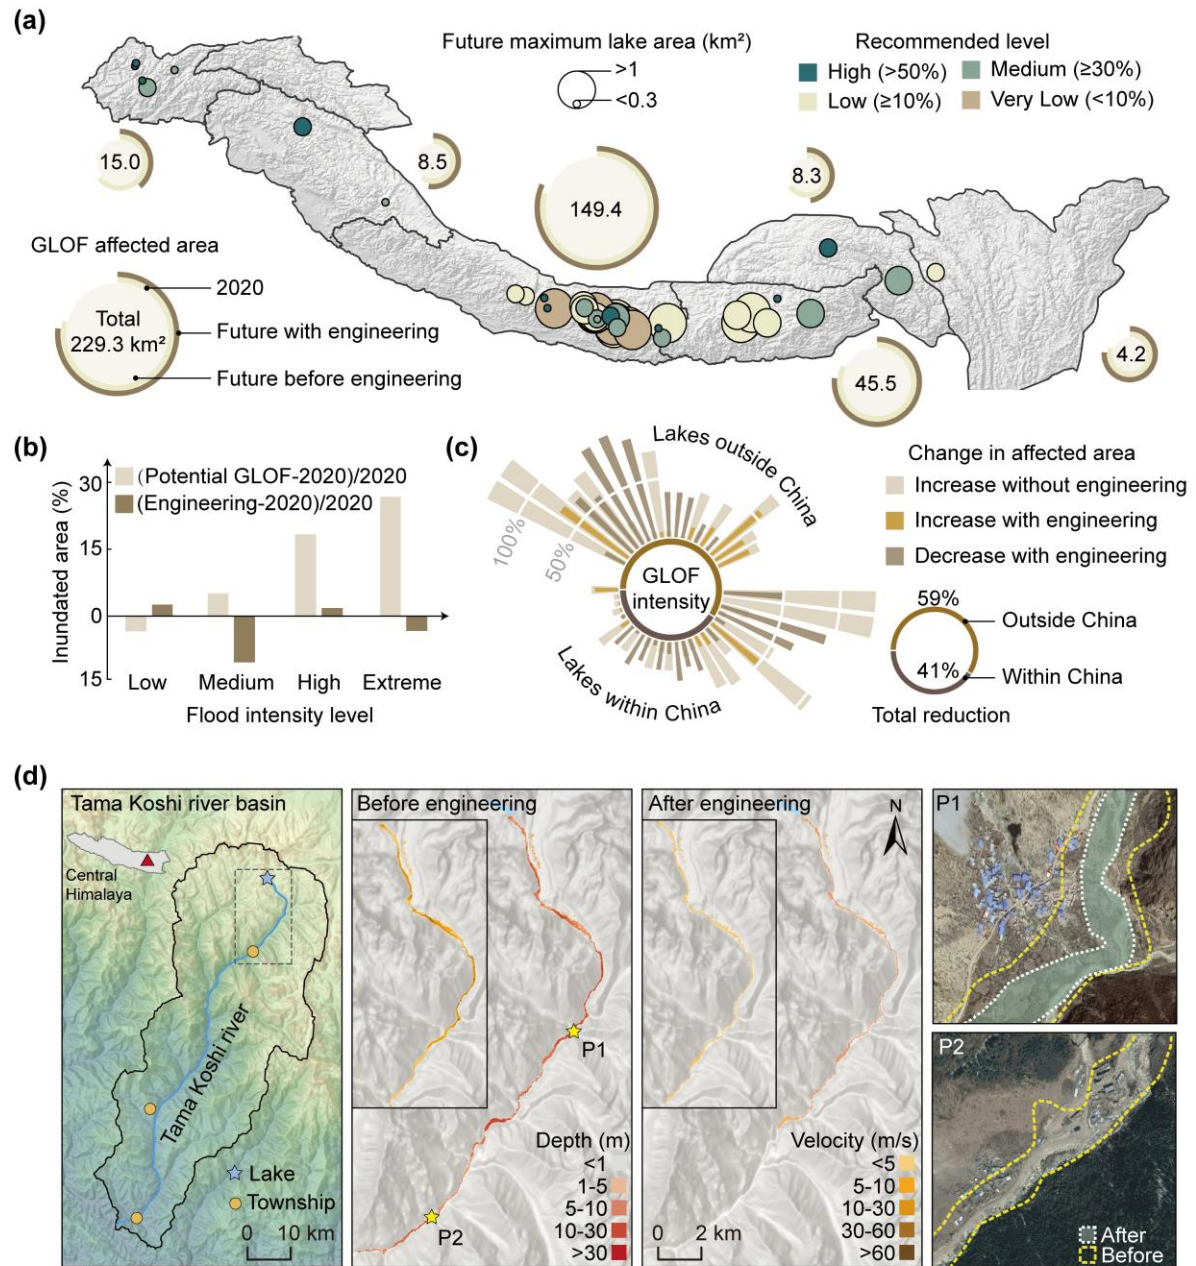 (a)
Future maximum lake area (km²)
>1
<0.3
Recommended level
High (>50%)
Medium (≥30%)
Low (≥10%)
Very Low (<10%)
15.0
8.5
149.4
8.3
45.5
4.2
GLOF affected area
Total
229.3 km²
2020
Future with engineering
Future before engineering
(b)
Inundated area (%)
30
15
0
15
(Potential GLOF-2020)/2020
(Engineering-2020)/2020
Low
Medium
High
Extreme
Flood intensity level
(c)
Lakes outside China
100%
50%
GLOF
intensity
Lakes within China
Change in affected area
Increase without engineering
Increase with engineering
Decrease with engineering
59%
Outside China
41%
Within China
Total reduction
(d)
Tama Koshi river basin
Central
Himalaya
Tama Koshi river
Lake
Township
0 10 km
Before engineering
P1
P2
Depth (m)
<1
1-5
5-10
10-30
>30
After engineering
N
0 2 km
Velocity (m/s)
<5
5-10
10-30
30-60
>60
P1
P2
After
Before